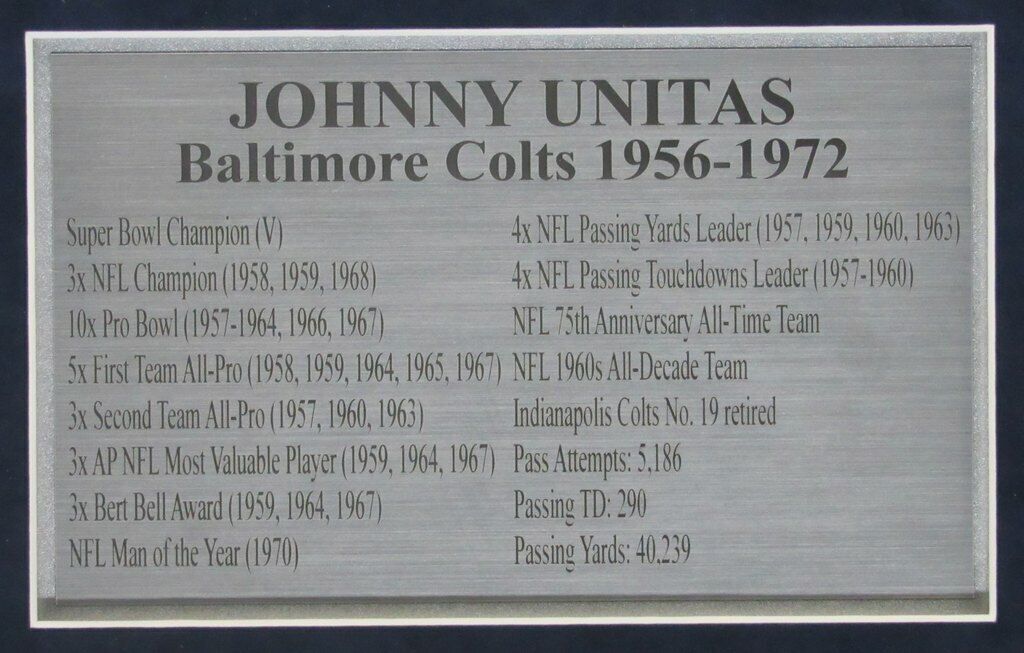 JOHNNY UNITAS
Baltimore Colts 1956-1972
Super Bowl Champion (V)
3x NFL Champion (1958, 1959, 1968)
10x Pro Bowl (1957-1964, 1966, 1967)
5x First Team All-Pro (1958, 1959, 1964, 1965, 1967)
3x Second Team All-Pro (1957, 1960, 1963)
3x AP NFL Most Valuable Player (1959, 1964, 1967)
3x Bert Bell Award (1959, 1964, 1967)
NFL Man of the Year (1970)
4x NFL Passing Yards Leader (1957, 1959, 1960, 1963)
4x NFL Passing Touchdowns Leader (1957-1960)
NFL 75th Anniversary All-Time Team
NFL 1960s All-Decade Team
Indianapolis Colts No. 19 retired
Pass Attempts: 5,186
Passing TD: 290
Passing Yards: 40,239